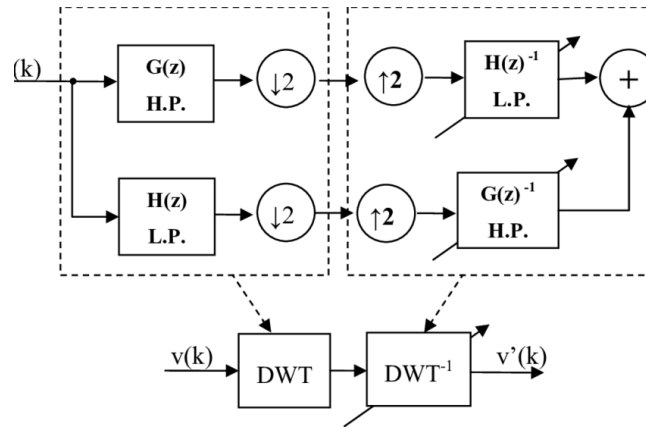 (k)
G(z)
H.P.
↓2
↑2
H(z)⁻¹
L.P.
+
H(z)
L.P.
↓2
↑2
G(z)⁻¹
H.P.
v(k)
DWT
DWT⁻¹
v’(k)